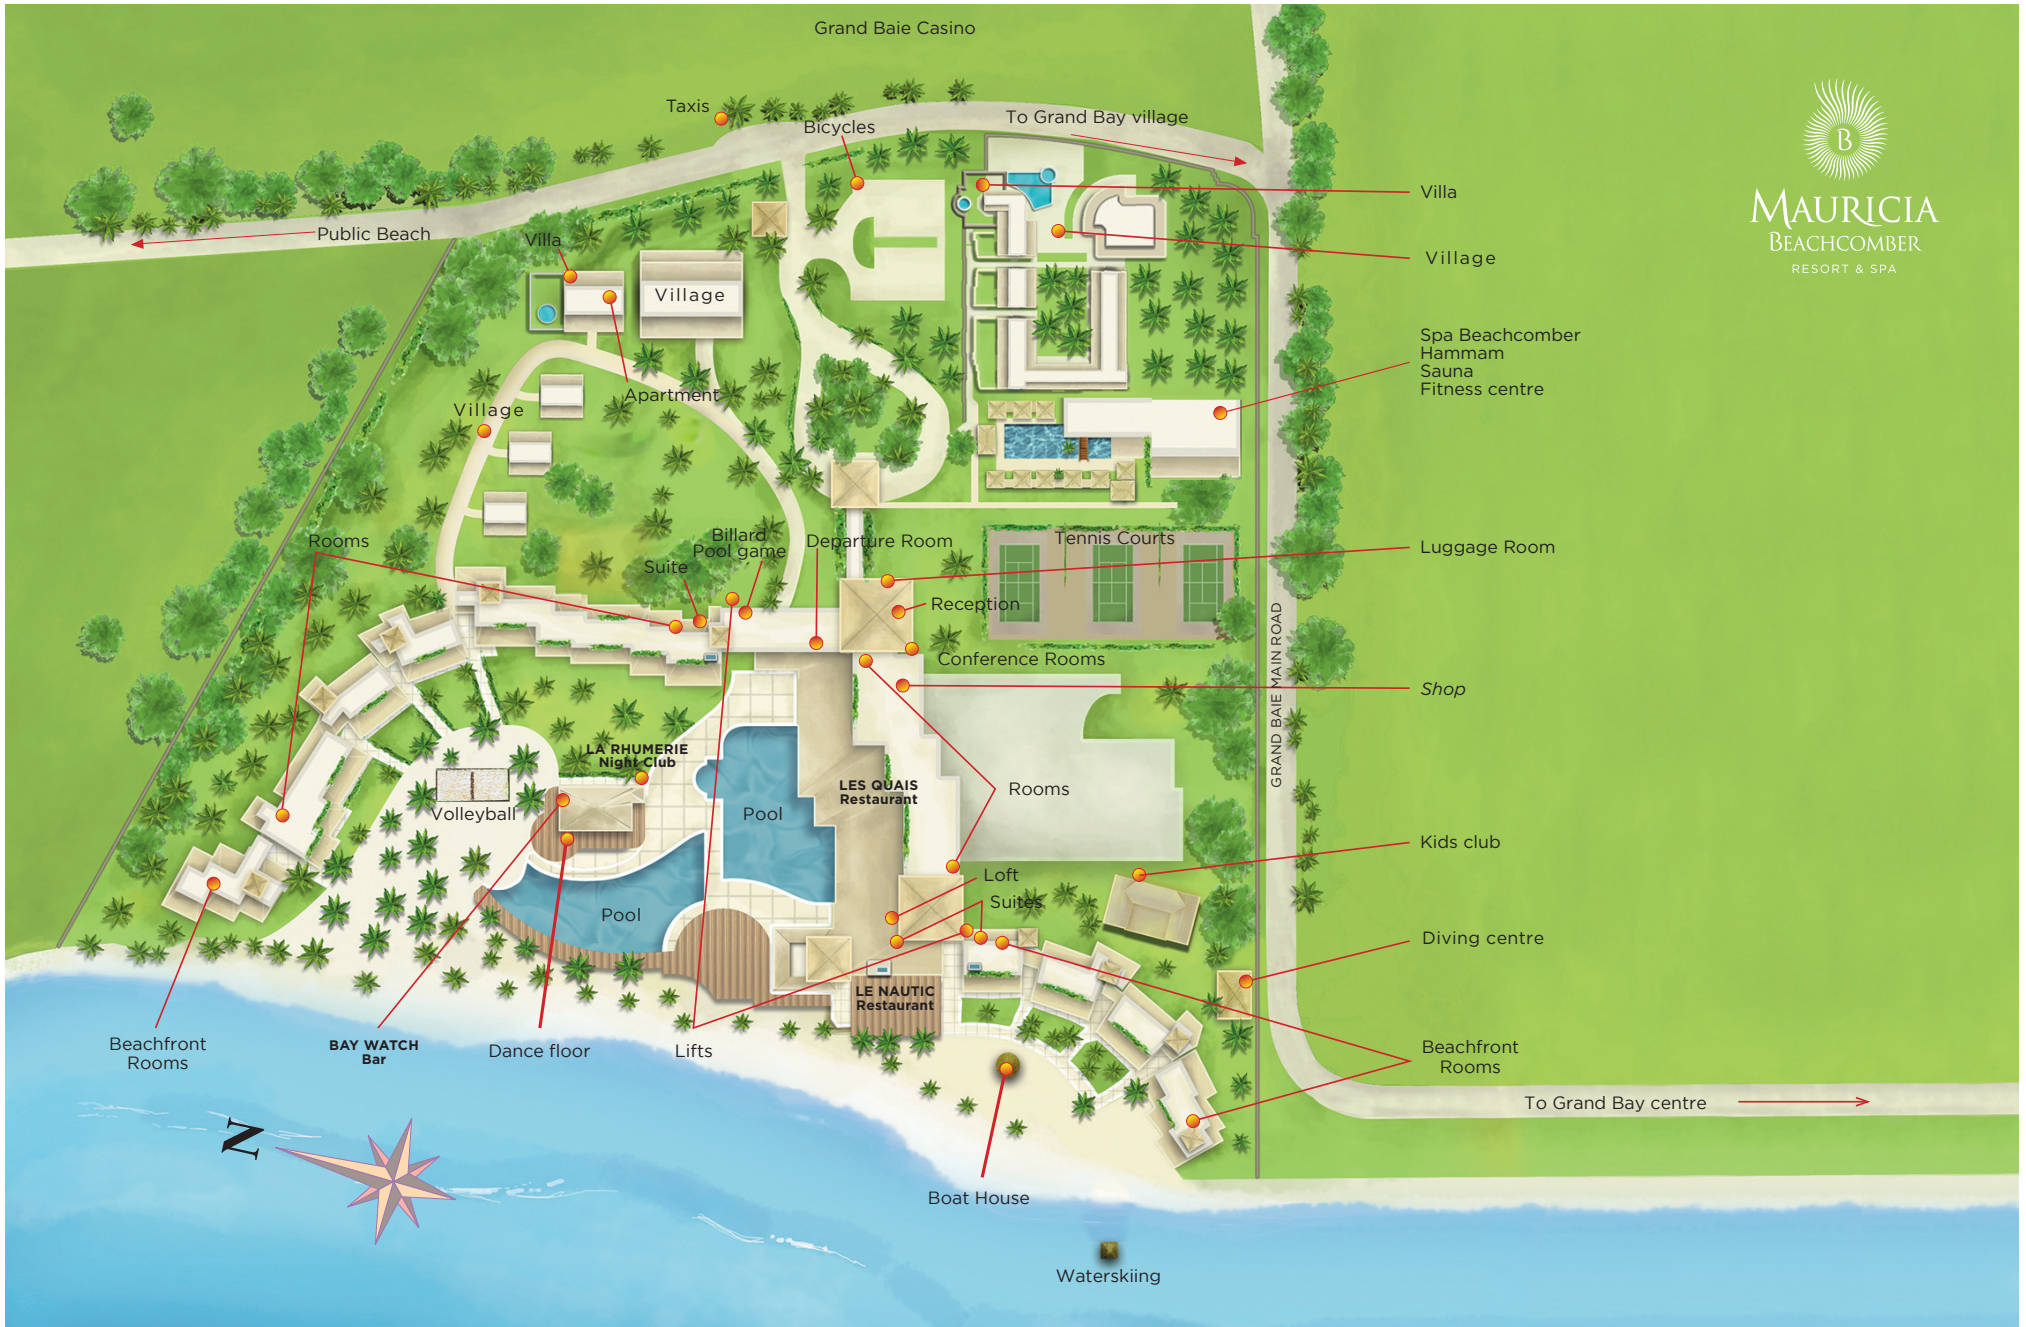 Grand Baie Casino
Taxis
Bicycles
To Grand Bay village
Public Beach
Villa
Village
Apartment
Village
B
MAURICIA
BEACHCOMBER
RESORT & SPA
Villa
Village
Spa Beachcomber
Hammam
Sauna
Fitness centre
Rooms
Billard
Pool game
Suite
Departure Room
Tennis Courts
Luggage Room
Reception
Conference Rooms
Shop
GRAND BAIE MAIN ROAD
LA RHUMERIE
Night Club
Volleyball
Pool
LES QUAIS
Restaurant
Rooms
Kids club
Loft
Suites
Pool
Diving centre
LE NAUTIC
Restaurant
Beachfront
Rooms
BAY WATCH
Bar
Dance floor
Lifts
Beachfront
Rooms
To Grand Bay centre
N
Boat House
Waterskiing